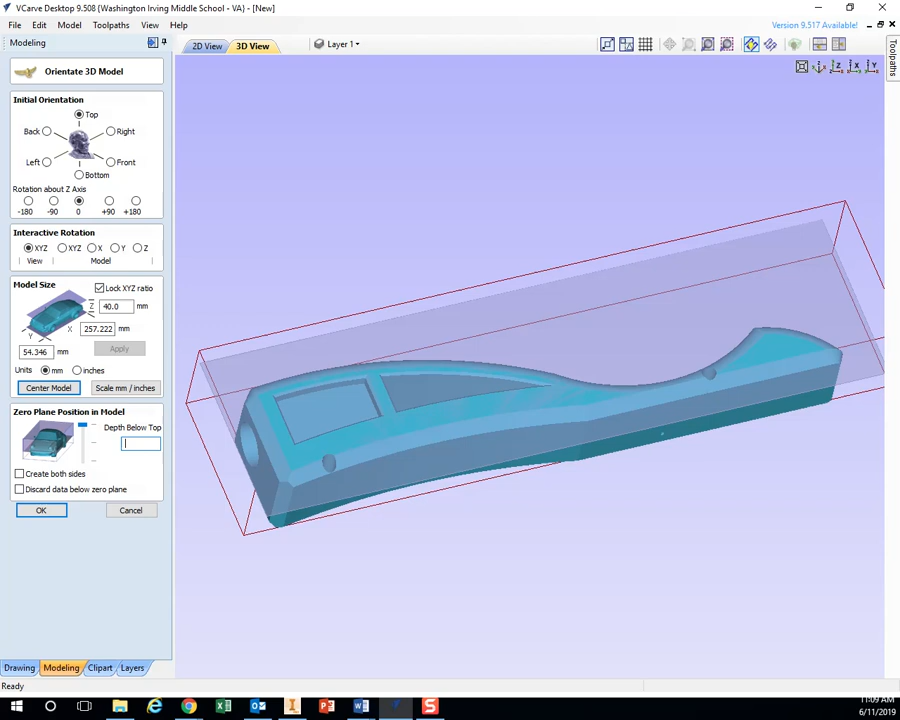 VCarve Desktop 9.508 {Washington Irving Middle School - VA} - [New]
File Edit Model Toolpaths View Help
Version 9.517 Available!
Modeling
2D View 3D View Layer 1
Toolpaths
Orientate 3D Model
Initial Orientation
Top
Back Right
Left Front
Bottom
Rotation about Z Axis
-180 -90 0 +90 +180
Interactive Rotation
XYZ XYZ X Y Z
View Model
Model Size
Lock XYZ ratio
Z 40.0 mm
X 257.222 mm
Y
54.346 mm Apply
Units mm inches
Center Model Scale mm / inches
Zero Plane Position in Model
Depth Below Top
Create both sides
Discard data below zero plane
OK Cancel
Drawing Modeling Clipart Layers
Ready
11:09 AM
6/11/2019